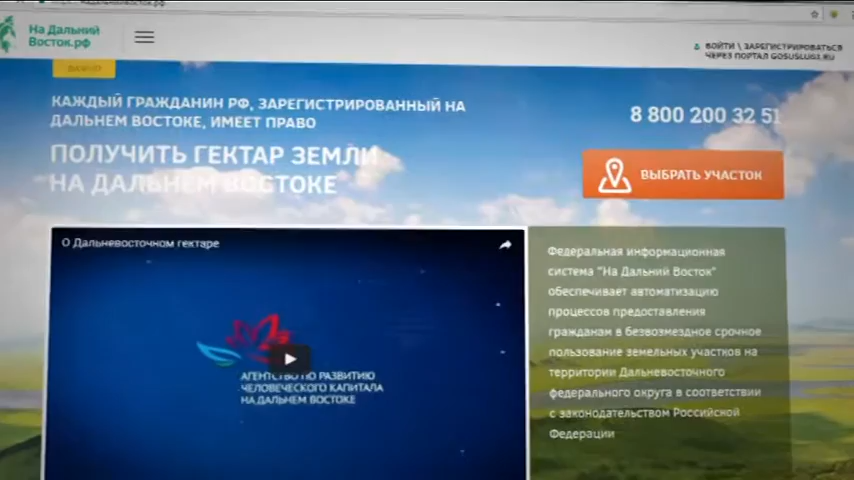 На Дальний
Восток.рф
ВОЙТИ \ ЗАРЕГИСТРИРОВАТЬСЯ
ЧЕРЕЗ ПОРТАЛ GOSUSLUGI.RU
ВАЖНО
КАЖДЫЙ ГРАЖДАНИН РФ, ЗАРЕГИСТРИРОВАННЫЙ НА
ДАЛЬНЕМ ВОСТОКЕ, ИМЕЕТ ПРАВО
ПОЛУЧИТЬ ГЕКТАР ЗЕМЛИ
НА ДАЛЬНЕМ ВОСТОКЕ
8 800 200 32 51
ВЫБРАТЬ УЧАСТОК
О Дальневосточном гектаре
АГЕНТСТВО ПО РАЗВИТИЮ
ЧЕЛОВЕЧЕСКОГО КАПИТАЛА
НА ДАЛЬНЕМ ВОСТОКЕ
Федеральная информационная
система "На Дальний Восток"
обеспечивает автоматизацию
процессов предоставления
гражданам в безвозмездное срочное
пользование земельных участков на
территории Дальневосточного
федерального округа в соответствии
с законодательством Российской
Федерации